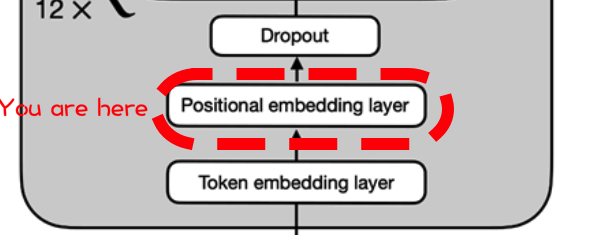 12 ×
Dropout
You are here
Positional embedding layer
Token embedding layer